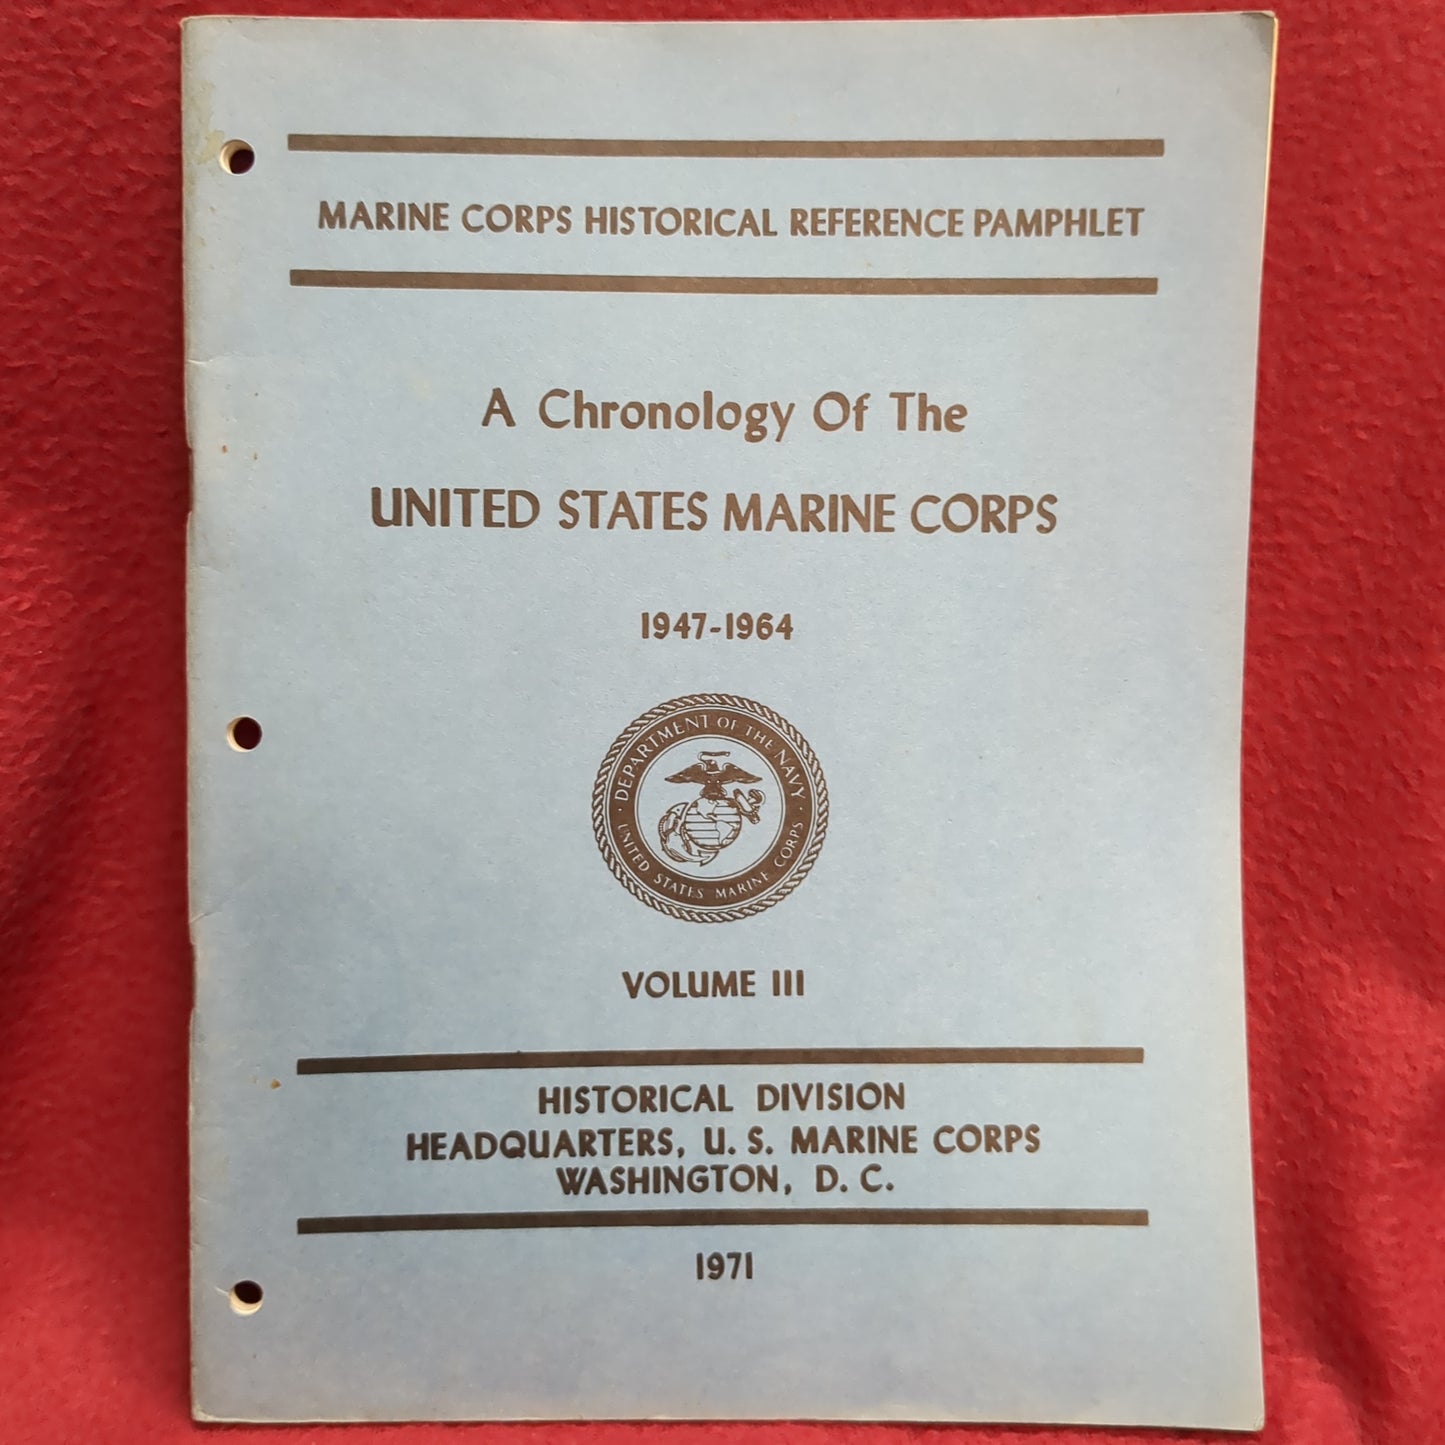 MARINE CORPS HISTORICAL REFERENCE PAMPHLET
A Chronology Of The
UNITED STATES MARINE CORPS
1947-1964
DEPARTMENT OF THE NAVY
UNITED STATES MARINE CORPS
VOLUME III
HISTORICAL DIVISION
HEADQUARTERS, U. S. MARINE CORPS
WASHINGTON, D. C.
1971